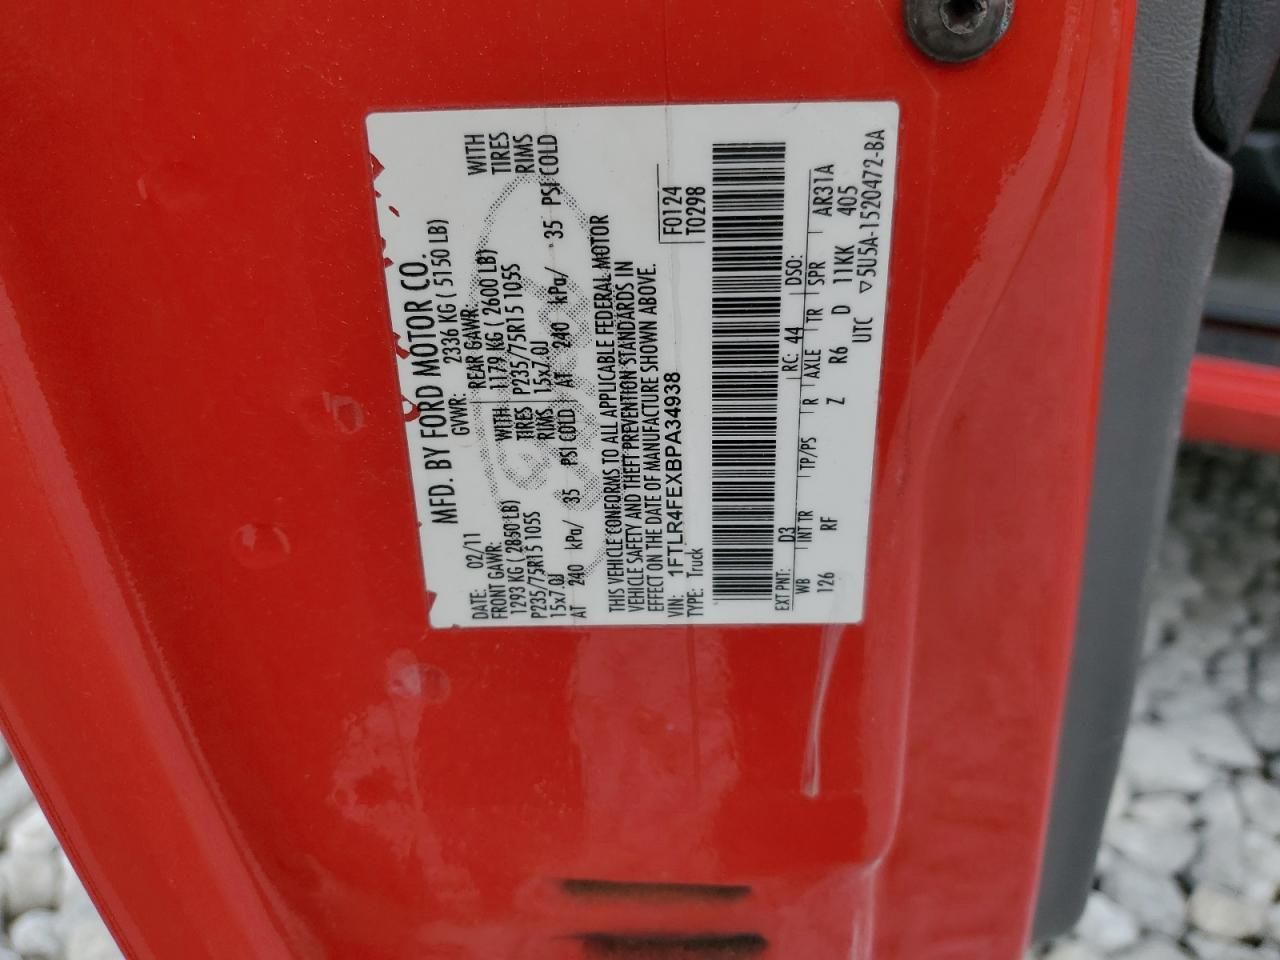 MFD. BY FORD MOTOR CO.
DATE: 02/11 GVWR: 2336 KG ( 5150 LB)
FRONT GAWR: REAR GAWR:
1293 KG ( 2850 LB) WITH 1179 KG ( 2600 LB) WITH
P235/75R15 105S TIRES P235/75R15 105S TIRES
15x7.0J RIMS 15x7.0J RIMS
AT 240 kPa/ 35 PSI COLD AT 240 kPa/ 35 PSI COLD
THIS VEHICLE CONFORMS TO ALL APPLICABLE FEDERAL MOTOR
VEHICLE SAFETY AND THEFT PREVENTION STANDARDS IN
EFFECT ON THE DATE OF MANUFACTURE SHOWN ABOVE.
VIN: 1FTLR4FEXBPA34938 F0124
TYPE: Truck T0298
EXT PNT: D3 RC: 44 DSO:
WB INT TR TP/PS R AXLE TR SPR AR31A
126 RF Z R6 D 11KK 405
UTC ▽5U5A-1520472-BA